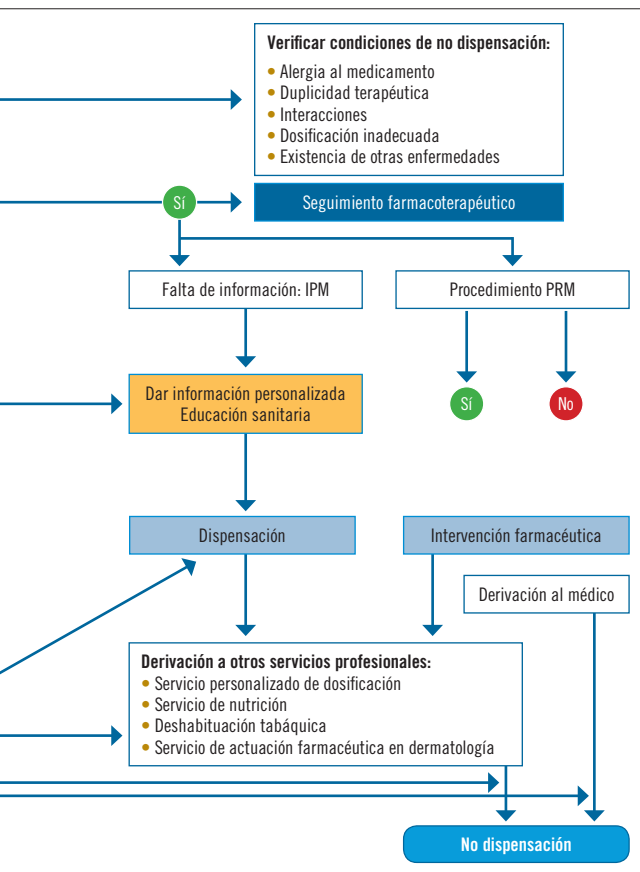 Verificar condiciones de no dispensación:
• Alergia al medicamento
• Duplicidad terapéutica
• Interacciones
• Dosificación inadecuada
• Existencia de otras enfermedades
Sí
Seguimiento farmacoterapéutico
Falta de información: IPM
Procedimiento PRM
Dar información personalizada
Educación sanitaria
Sí
No
Dispensación
Intervención farmacéutica
Derivación al médico
Derivación a otros servicios profesionales:
• Servicio personalizado de dosificación
• Servicio de nutrición
• Deshabituación tabáquica
• Servicio de actuación farmacéutica en dermatología
No dispensación